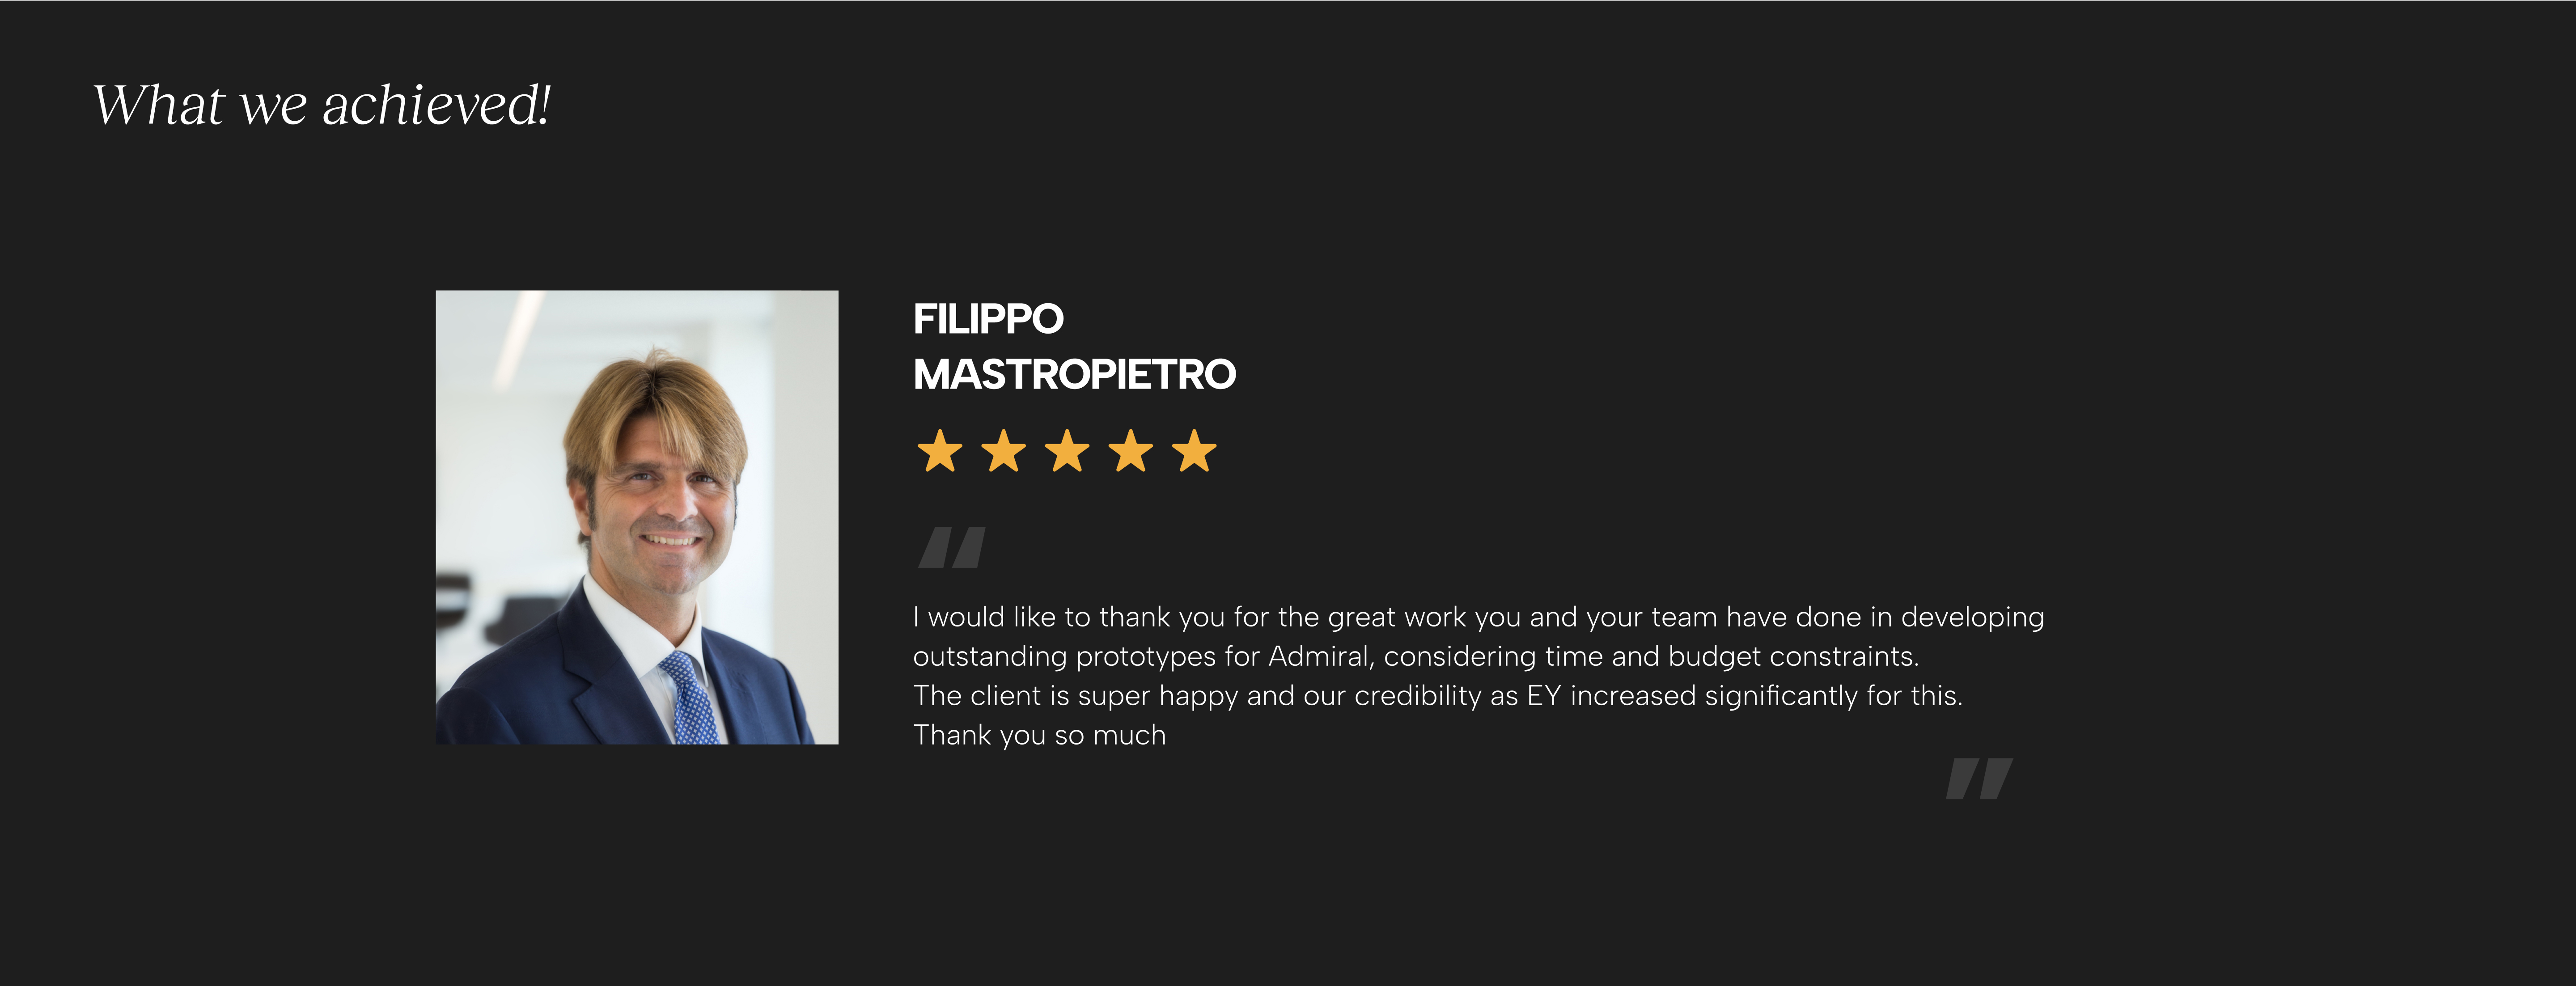 What we achieved!
FILIPPO
MASTROPIETRO
“
I would like to thank you for the great work you and your team have done in developing
outstanding prototypes for Admiral, considering time and budget constraints.
The client is super happy and our credibility as EY increased significantly for this.
Thank you so much
”